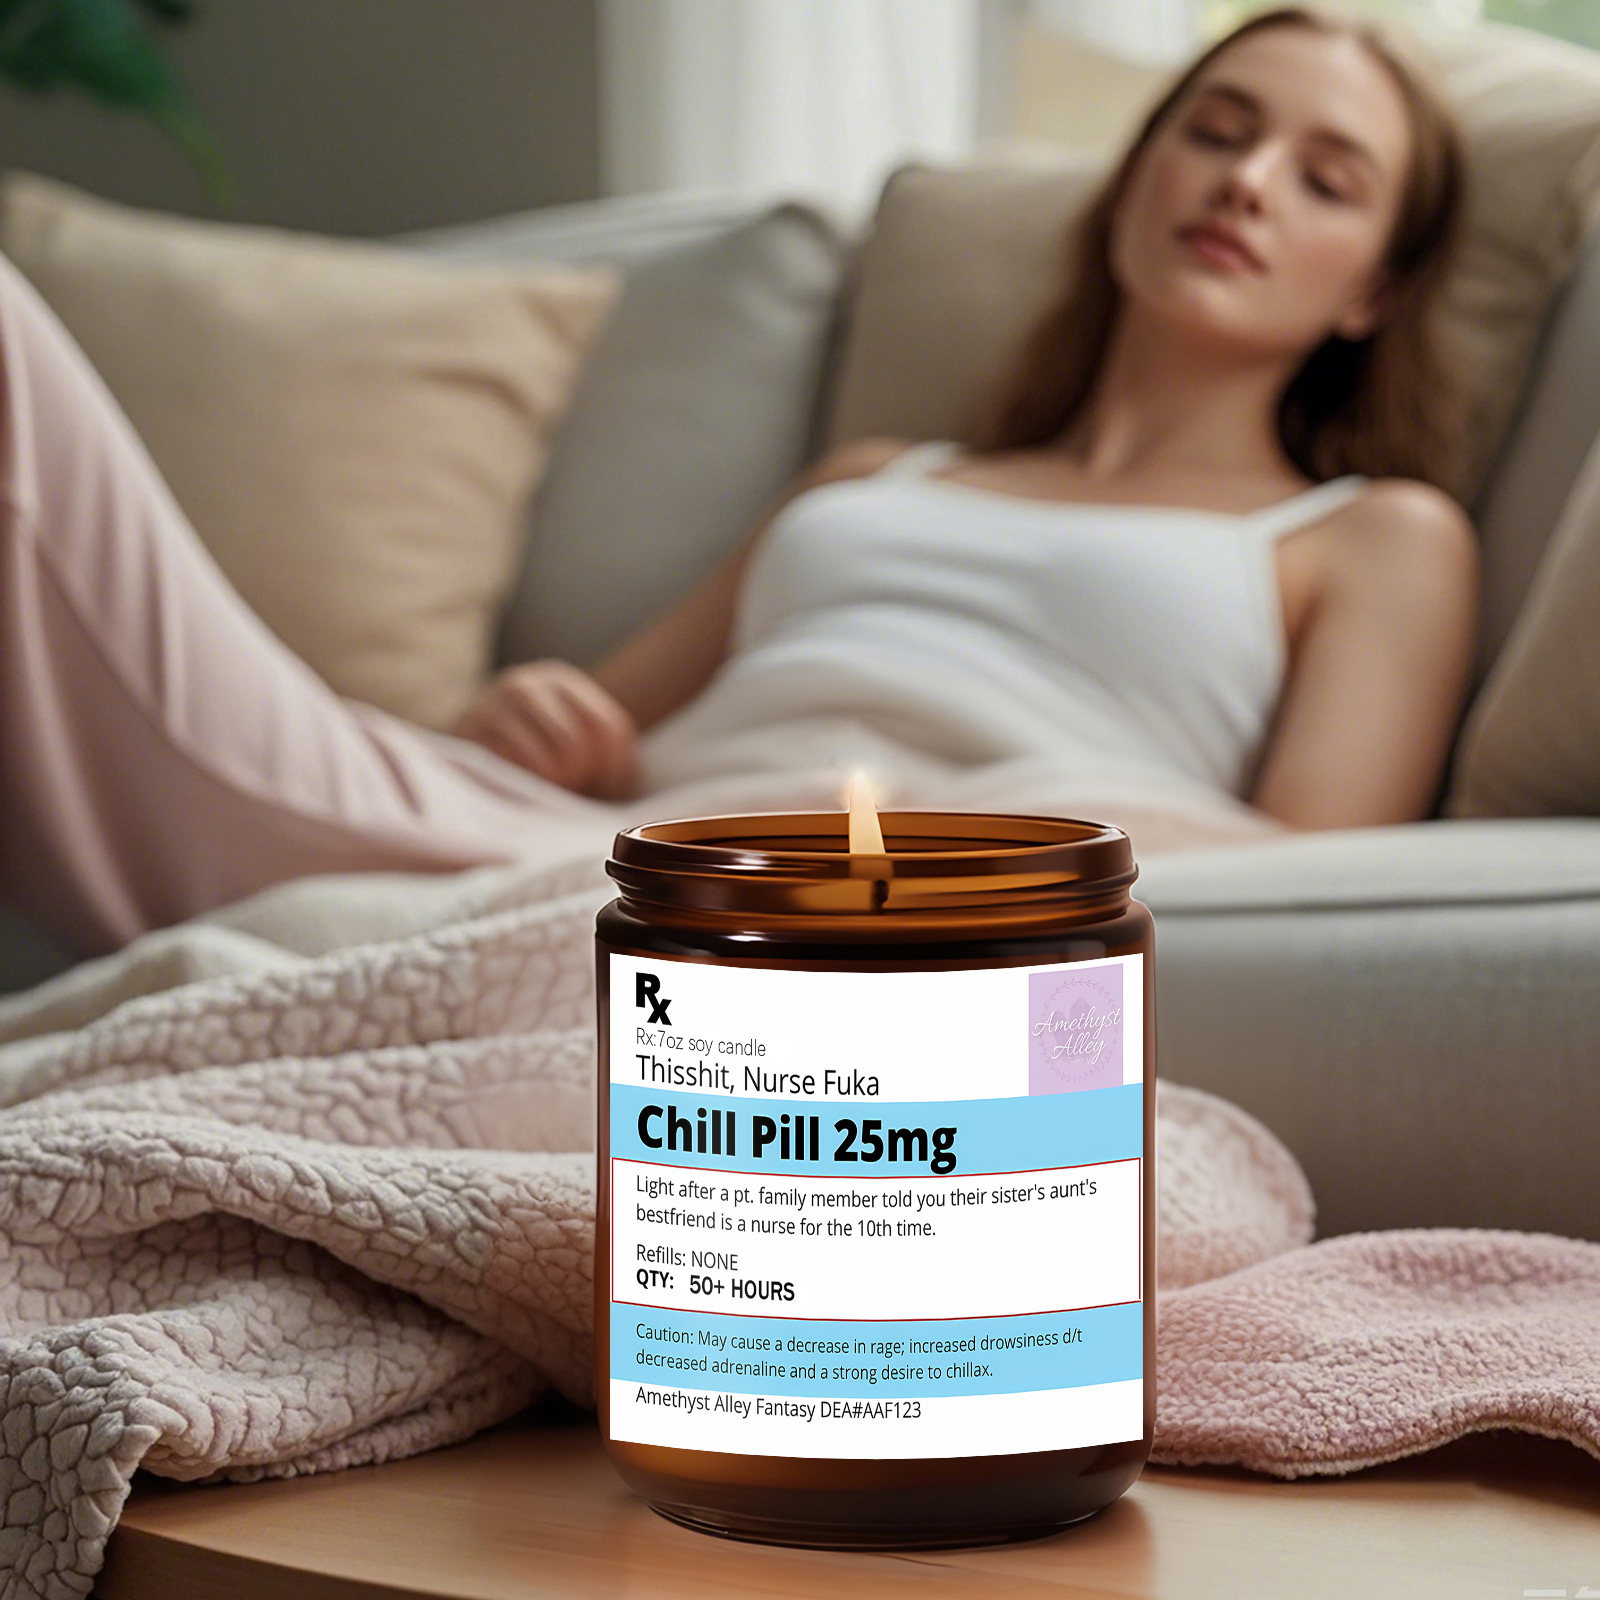 Rx
Rx:7oz soy candle
Thisshit, Nurse Fuka
Amethyst
Alley
Chill Pill 25mg
Light after a pt. family member told you their sister's aunt's
bestfriend is a nurse for the 10th time.
Refills: NONE
QTY: 50+ HOURS
Caution: May cause a decrease in rage; increased drowsiness d/t
decreased adrenaline and a strong desire to chillax.
Amethyst Alley Fantasy DEA#AAF123